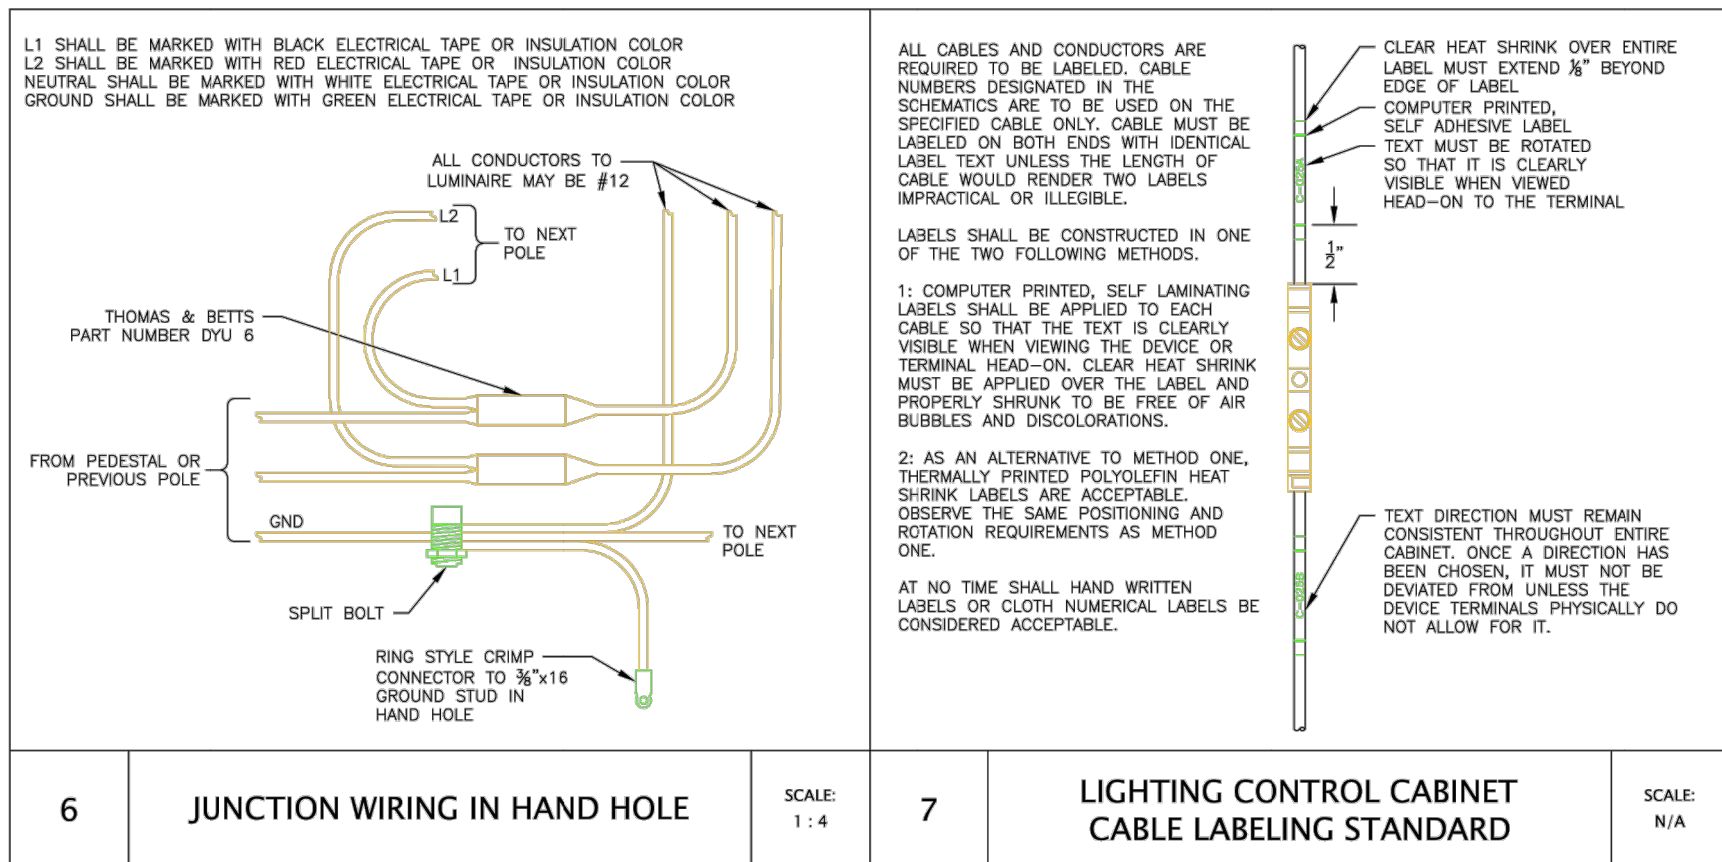 L1 SHALL BE MARKED WITH BLACK ELECTRICAL TAPE OR INSULATION COLOR
L2 SHALL BE MARKED WITH RED ELECTRICAL TAPE OR INSULATION COLOR
NEUTRAL SHALL BE MARKED WITH WHITE ELECTRICAL TAPE OR INSULATION COLOR
GROUND SHALL BE MARKED WITH GREEN ELECTRICAL TAPE OR INSULATION COLOR
ALL CONDUCTORS TO
LUMINAIRE MAY BE #12
L2
TO NEXT
POLE
L1
THOMAS & BETTS
PART NUMBER DYU 6
FROM PEDESTAL OR
PREVIOUS POLE
GND
TO NEXT
POLE
SPLIT BOLT
RING STYLE CRIMP
CONNECTOR TO ⅜"x16
GROUND STUD IN
HAND HOLE
6
JUNCTION WIRING IN HAND HOLE
SCALE:
1 : 4
ALL CABLES AND CONDUCTORS ARE
REQUIRED TO BE LABELED. CABLE
NUMBERS DESIGNATED IN THE
SCHEMATICS ARE TO BE USED ON THE
SPECIFIED CABLE ONLY. CABLE MUST BE
LABELED ON BOTH ENDS WITH IDENTICAL
LABEL TEXT UNLESS THE LENGTH OF
CABLE WOULD RENDER TWO LABELS
IMPRACTICAL OR ILLEGIBLE.
LABELS SHALL BE CONSTRUCTED IN ONE
OF THE TWO FOLLOWING METHODS.
1: COMPUTER PRINTED, SELF LAMINATING
LABELS SHALL BE APPLIED TO EACH
CABLE SO THAT THE TEXT IS CLEARLY
VISIBLE WHEN VIEWING THE DEVICE OR
TERMINAL HEAD-ON. CLEAR HEAT SHRINK
MUST BE APPLIED OVER THE LABEL AND
PROPERLY SHRUNK TO BE FREE OF AIR
BUBBLES AND DISCOLORATIONS.
2: AS AN ALTERNATIVE TO METHOD ONE,
THERMALLY PRINTED POLYOLEFIN HEAT
SHRINK LABELS ARE ACCEPTABLE.
OBSERVE THE SAME POSITIONING AND
ROTATION REQUIREMENTS AS METHOD
ONE.
AT NO TIME SHALL HAND WRITTEN
LABELS OR CLOTH NUMERICAL LABELS BE
CONSIDERED ACCEPTABLE.
CLEAR HEAT SHRINK OVER ENTIRE
LABEL MUST EXTEND ⅛" BEYOND
EDGE OF LABEL
COMPUTER PRINTED,
SELF ADHESIVE LABEL
TEXT MUST BE ROTATED
SO THAT IT IS CLEARLY
VISIBLE WHEN VIEWED
HEAD-ON TO THE TERMINAL
C-025A
½"
TEXT DIRECTION MUST REMAIN
CONSISTENT THROUGHOUT ENTIRE
CABINET. ONCE A DIRECTION HAS
BEEN CHOSEN, IT MUST NOT BE
DEVIATED FROM UNLESS THE
DEVICE TERMINALS PHYSICALLY DO
NOT ALLOW FOR IT.
C-025B
7
LIGHTING CONTROL CABINET
CABLE LABELING STANDARD
SCALE:
N/A